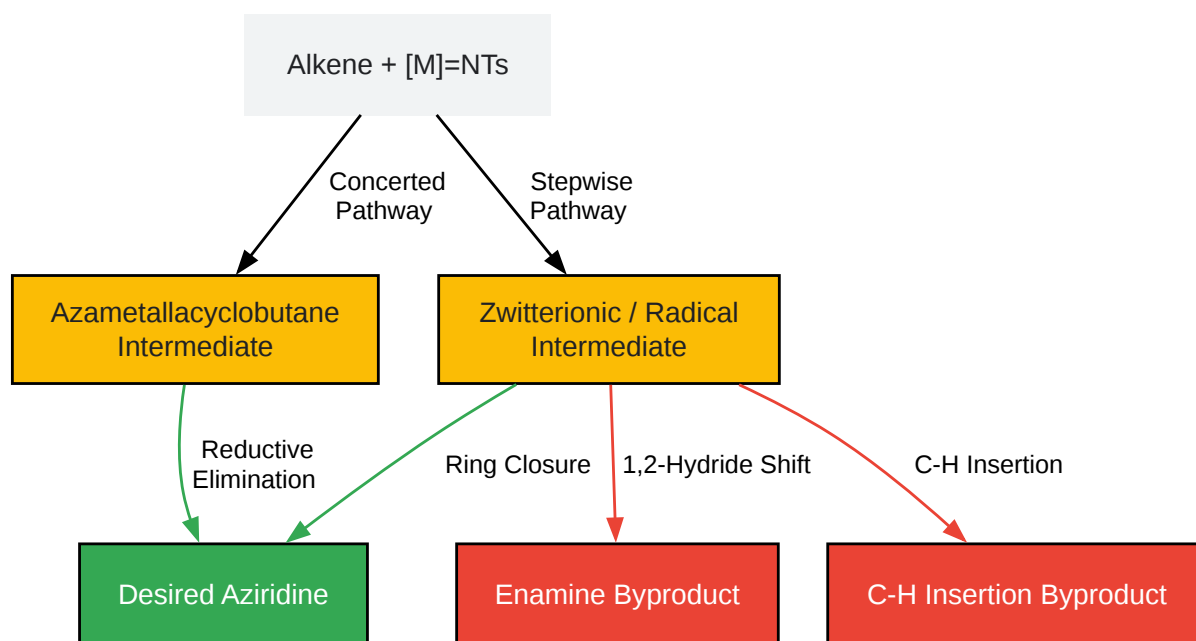 Alkene + [M]=NTs
Concerted
Pathway
Stepwise
Pathway
Azametallacyclobutane
Intermediate
Zwitterionic / Radical
Intermediate
Reductive
Elimination
Ring Closure
1,2-Hydride Shift
C-H Insertion
Desired Aziridine
Enamine Byproduct
C-H Insertion Byproduct